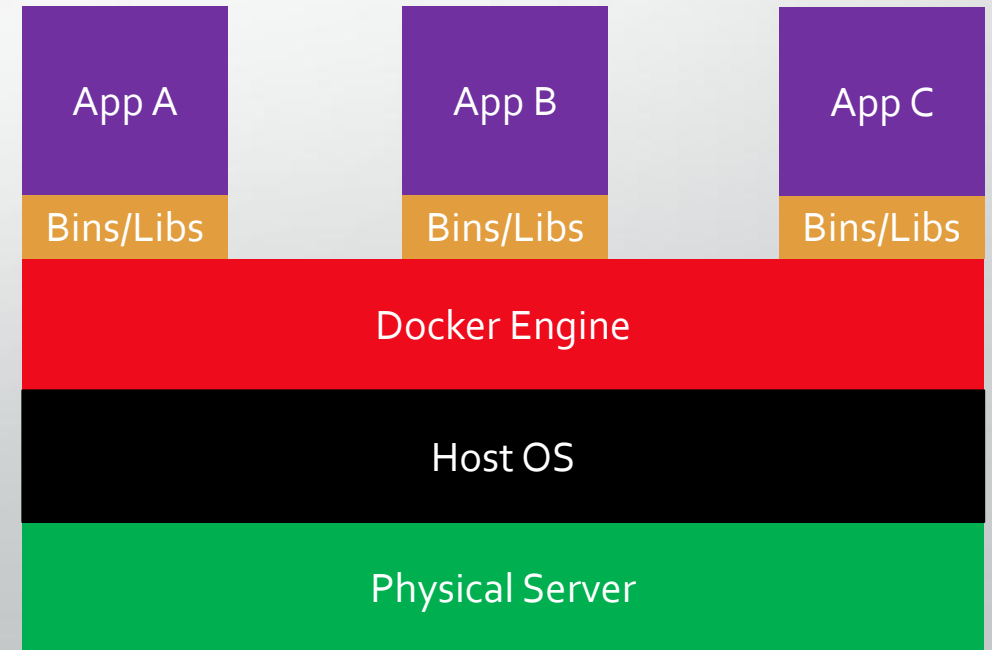 App A
App B
App C
Bins/Libs
Bins/Libs
Bins/Libs
Docker Engine
Host OS
Physical Server